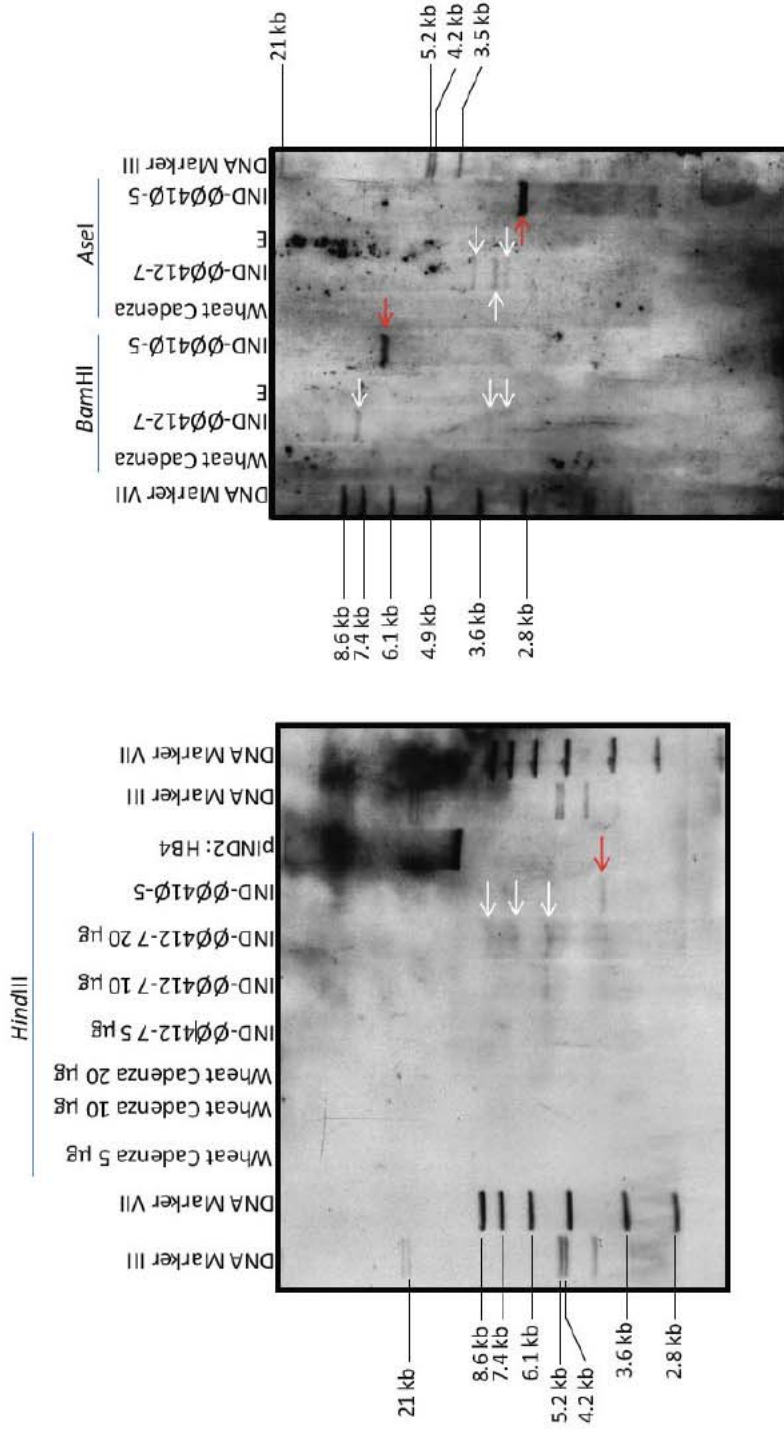 HindIII
DNA Marker III
DNA Marker VII
Wheat Cadenza 5 µg
Wheat Cadenza 10 µg
Wheat Cadenza 20 µg
IND-ØØ412-7 5 µg
IND-ØØ412-7 10 µg
IND-ØØ412-7 20 µg
IND-ØØ41Ø-5
pIND2: HB4
DNA Marker III
DNA Marker VII
21 kb
8.6 kb
7.4 kb
6.1 kb
5.2 kb
4.2 kb
3.6 kb
2.8 kb
BamHI
AseI
DNA Marker VII
Wheat Cadenza
IND-ØØ412-7
E
IND-ØØ41Ø-5
Wheat Cadenza
IND-ØØ412-7
E
IND-ØØ41Ø-5
DNA Marker III
8.6 kb
7.4 kb
6.1 kb
4.9 kb
3.6 kb
2.8 kb
21 kb
5.2 kb
4.2 kb
3.5 kb